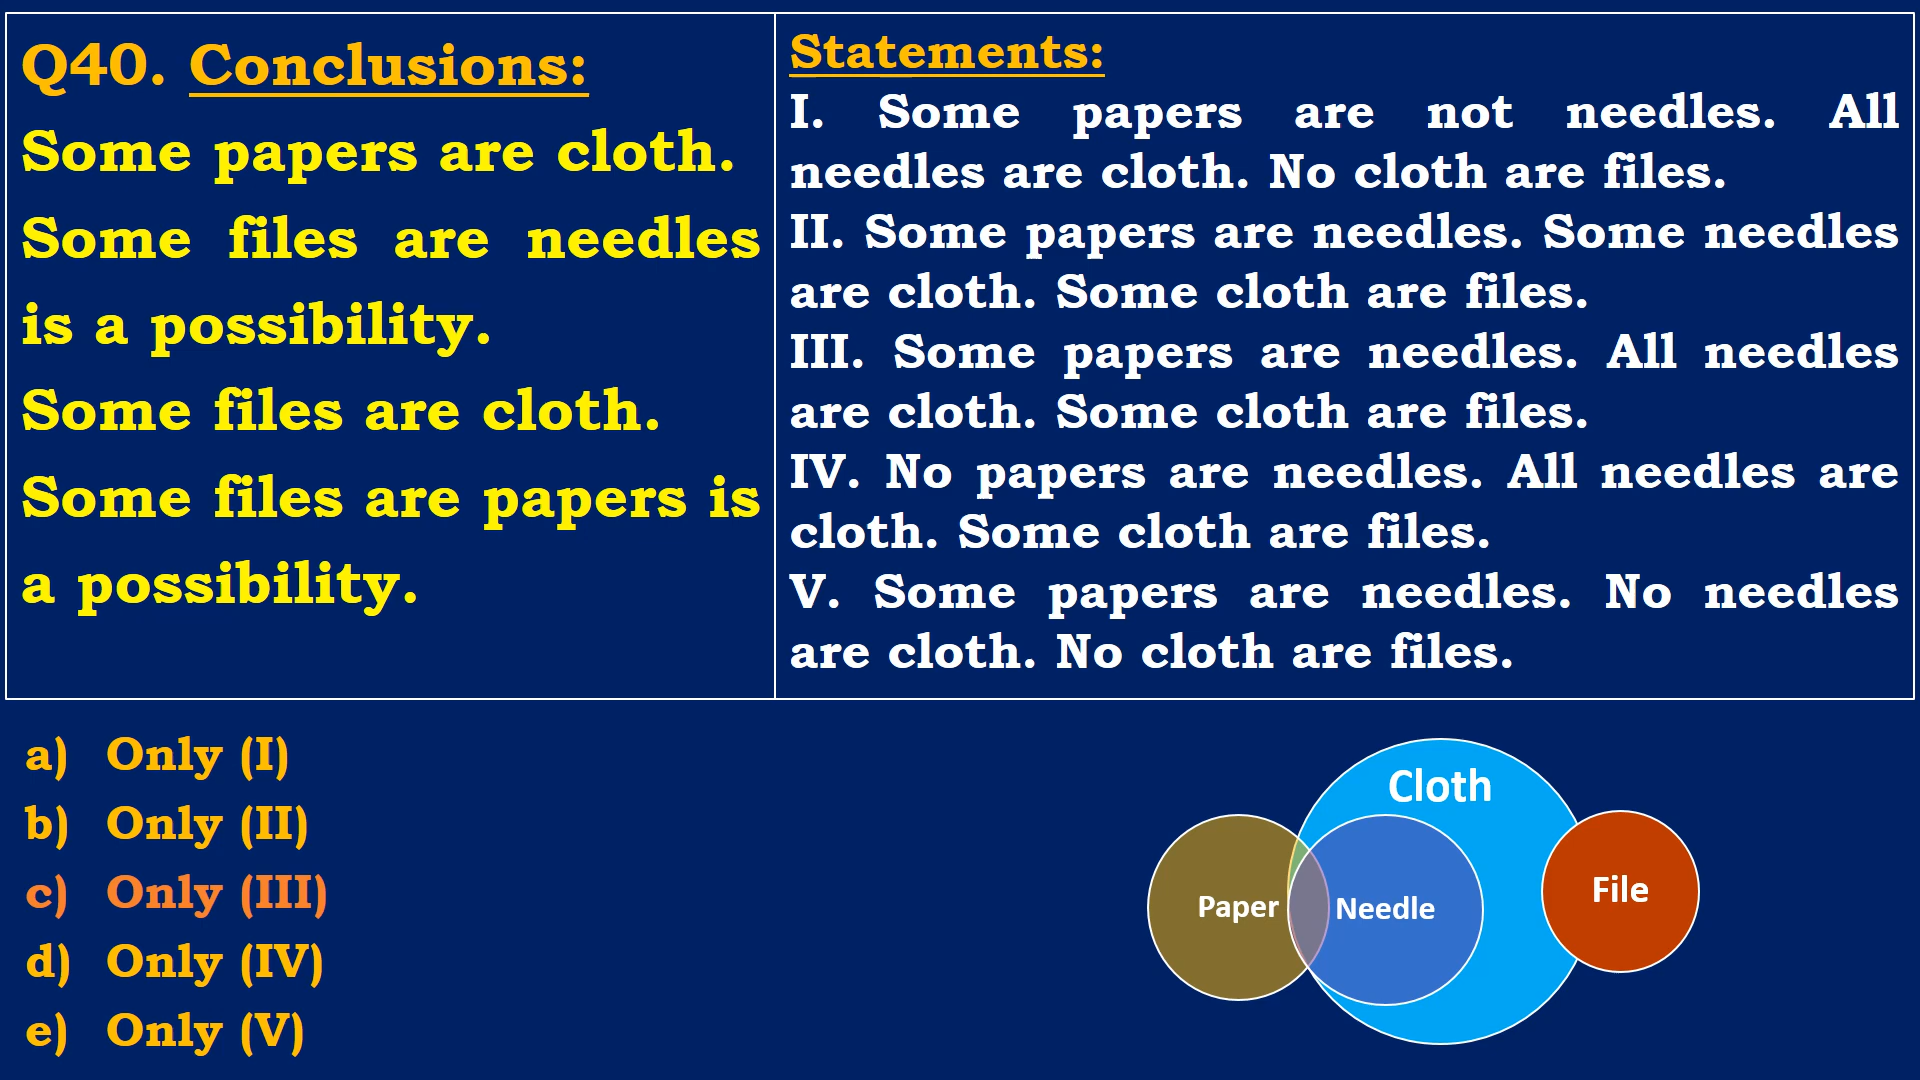 Q40. Conclusions:
Some papers are cloth.
Some files are needles
is a possibility.
Some files are cloth.
Some files are papers is
a possibility.
Statements:
I. Some papers are not needles. All
needles are cloth. No cloth are files.
II. Some papers are needles. Some needles
are cloth. Some cloth are files.
III. Some papers are needles. All needles
are cloth. Some cloth are files.
IV. No papers are needles. All needles are
cloth. Some cloth are files.
V. Some papers are needles. No needles
are cloth. No cloth are files.
a) Only (I)
b) Only (II)
c) Only (III)
d) Only (IV)
e) Only (V)
Cloth
Paper
Needle
File